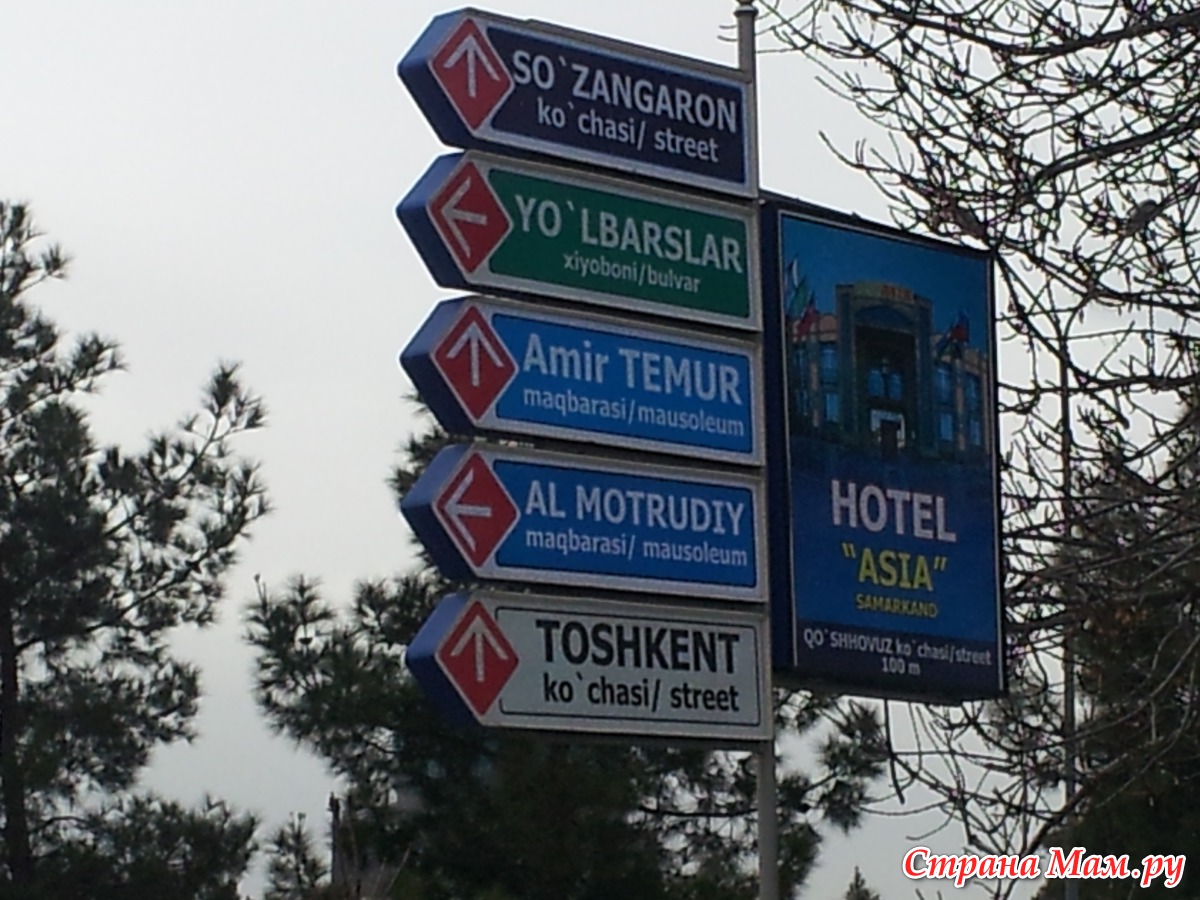 SO`ZANGARON
ko`chasi/ street
YO`LBARSLAR
xiyoboni/bulvar
Amir TEMUR
maqbarasi/mausoleum
AL MOTRUDIY
maqbarasi/ mausoleum
TOSHKENT
ko`chasi/ street
HOTEL
“ASIA”
SAMARKAND
QO`SHHOVUZ ko`chasi/street
100 m
Страна Мам.ру